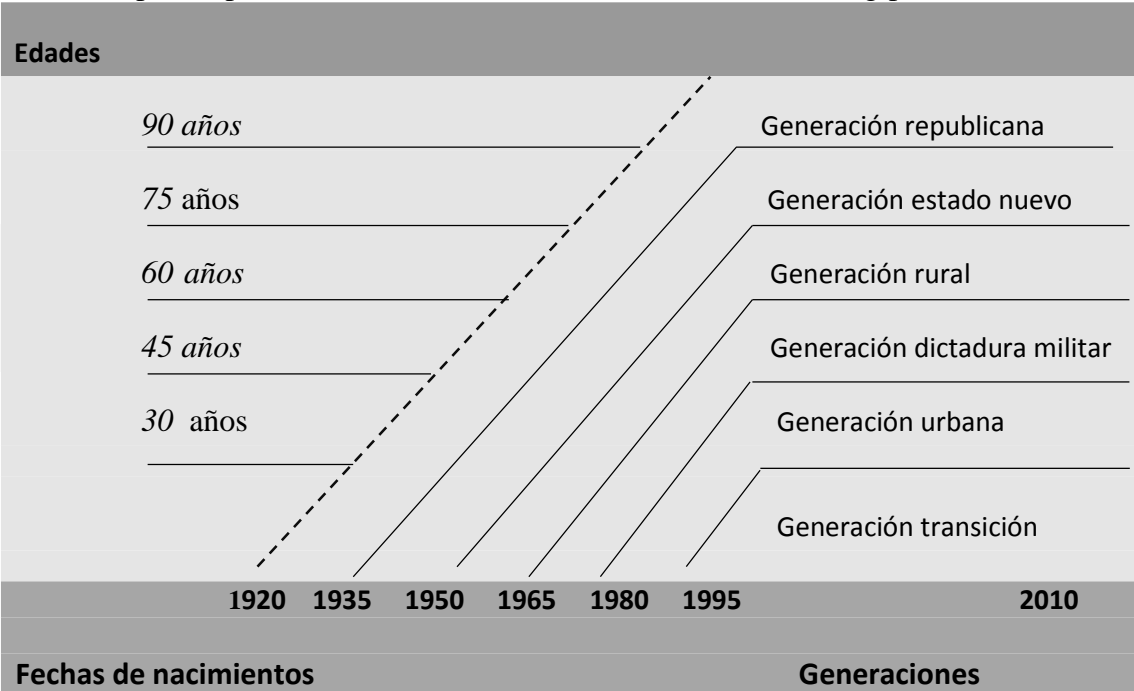 Edades
90 años Generación republicana
75 años Generación estado nuevo
60 años Generación rural
45 años Generación dictadura militar
30 años Generación urbana
Generación transición
1920 1935 1950 1965 1980 1995 2010
Fechas de nacimientos Generaciones